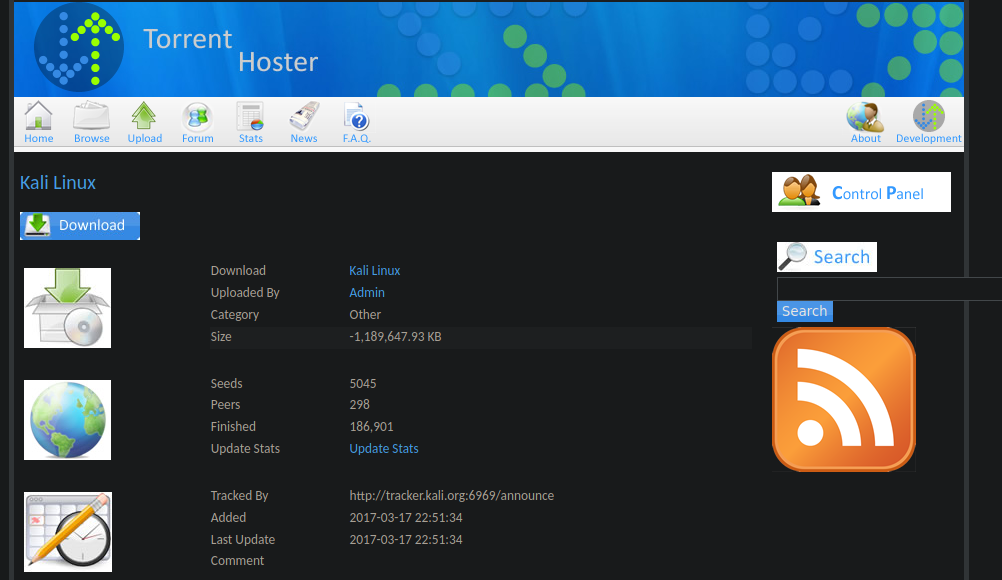 Torrent
Hoster
Home Browse Upload Forum Stats News F.A.Q. About Development
Kali Linux
Download
Download Kali Linux
Uploaded By Admin
Category Other
Size -1,189,647.93 KB
Seeds 5045
Peers 298
Finished 186,901
Update Stats Update Stats
Tracked By http://tracker.kali.org:6969/announce
Added 2017-03-17 22:51:34
Last Update 2017-03-17 22:51:34
Comment
Control Panel
Search
Search